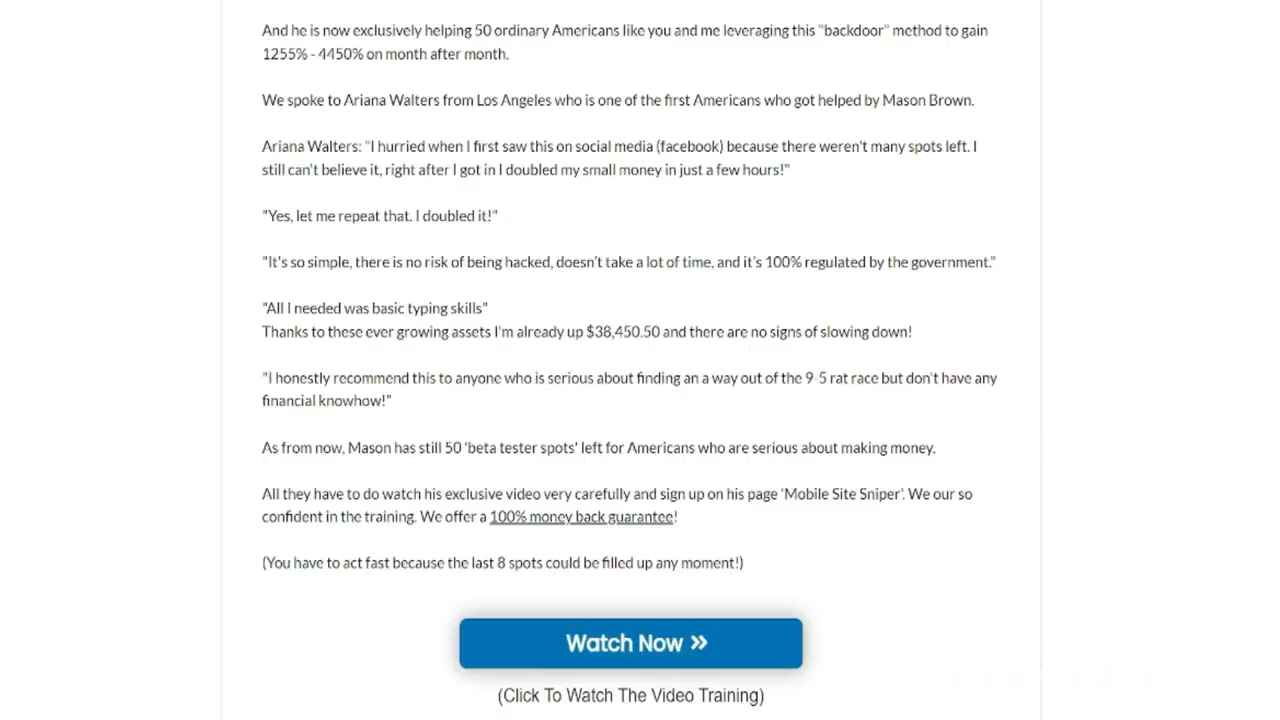 And he is now exclusively helping 50 ordinary Americans like you and me leveraging this "backdoor" method to gain
1255% - 4450% on month after month.
We spoke to Ariana Walters from Los Angeles who is one of the first Americans who got helped by Mason Brown.
Ariana Walters: "I hurried when I first saw this on social media (facebook) because there weren't many spots left. I
still can't believe it, right after I got in I doubled my small money in just a few hours!"
"Yes, let me repeat that. I doubled it!"
"It's so simple, there is no risk of being hacked, doesn't take a lot of time, and it's 100% regulated by the government."
"All I needed was basic typing skills"
Thanks to these ever growing assets I'm already up $38,450.50 and there are no signs of slowing down!
"I honestly recommend this to anyone who is serious about finding an a way out of the 9-5 rat race but don't have any
financial knowhow!"
As from now, Mason has still 50 'beta tester spots' left for Americans who are serious about making money.
All they have to do watch his exclusive video very carefully and sign up on his page 'Mobile Site Sniper'. We our so
confident in the training. We offer a 100% money back guarantee!
(You have to act fast because the last 8 spots could be filled up any moment!)
Watch Now »
(Click To Watch The Video Training)